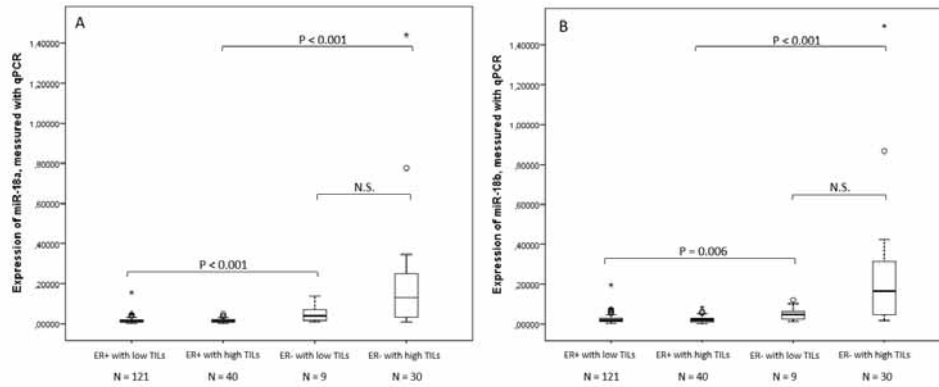 A
P < 0.001
*
Expression of miR-18a, messured with qPCR
1,40000
1,20000
1,00000
,80000
,60000
,40000
,20000
,00000
N.S.
P < 0.001
*
ER+ with low TILs
ER+ with high TILs
ER- with low TILs
ER- with high TILs
N = 121
N = 40
N = 9
N = 30
B
P < 0.001
*
Expression of miR-18b, messured with qPCR
1,40000
1,20000
1,00000
,80000
,60000
,40000
,20000
,00000
N.S.
P = 0.006
*
ER+ with low TILs
ER+ with high TILs
ER- with low TILs
ER- with high TILs
N = 121
N = 40
N = 9
N = 30